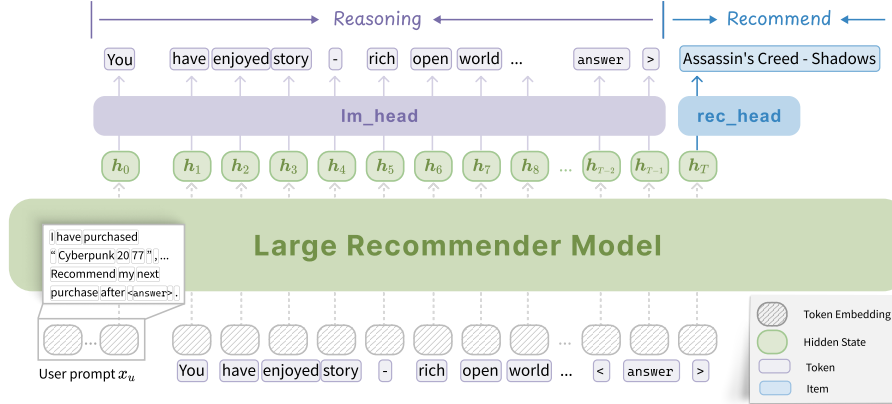 Reasoning Recommend
You have enjoyed story - rich open world ... answer > Assassin's Creed - Shadows
lm_head rec_head
h0 h1 h2 h3 h4 h5 h6 h7 h8 ... hT−2 hT−1 hT
Large Recommender Model
I have purchased
“ Cyberpunk 20 77 ” , ...
Recommend my next
purchase after <answer> .
...
...
User prompt xu
You have enjoyed story - rich open world ... < answer >
Token Embedding
Hidden State
Token
Item